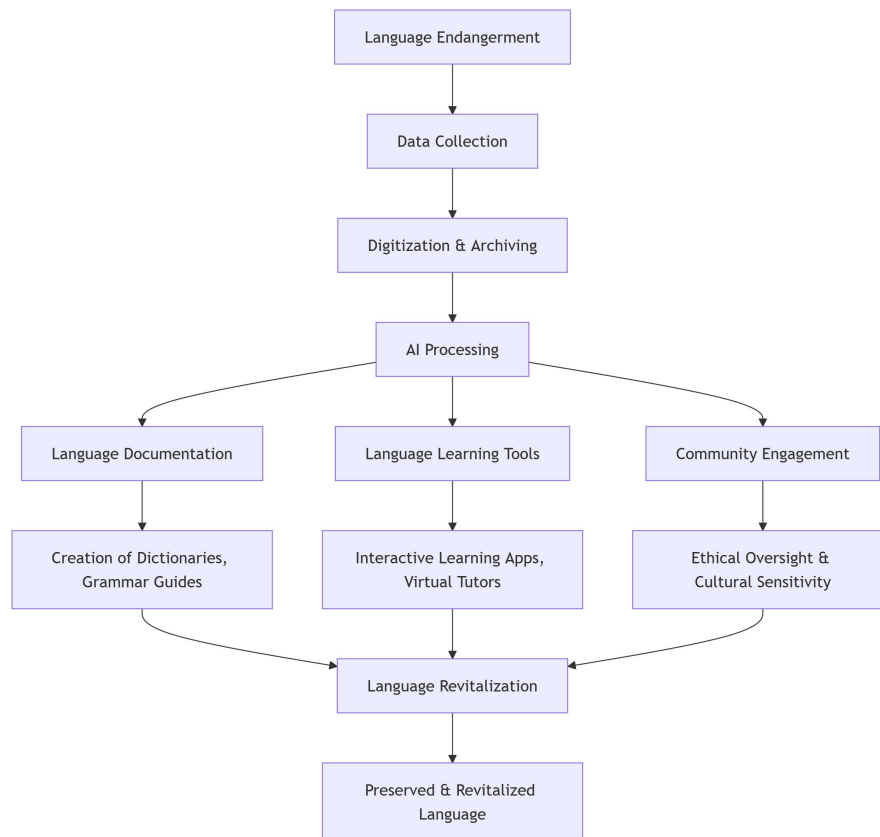 Language Endangerment
Data Collection
Digitization & Archiving
AI Processing
Language Documentation
Language Learning Tools
Community Engagement
Creation of Dictionaries,
Grammar Guides
Interactive Learning Apps,
Virtual Tutors
Ethical Oversight &
Cultural Sensitivity
Language Revitalization
Preserved & Revitalized
Language